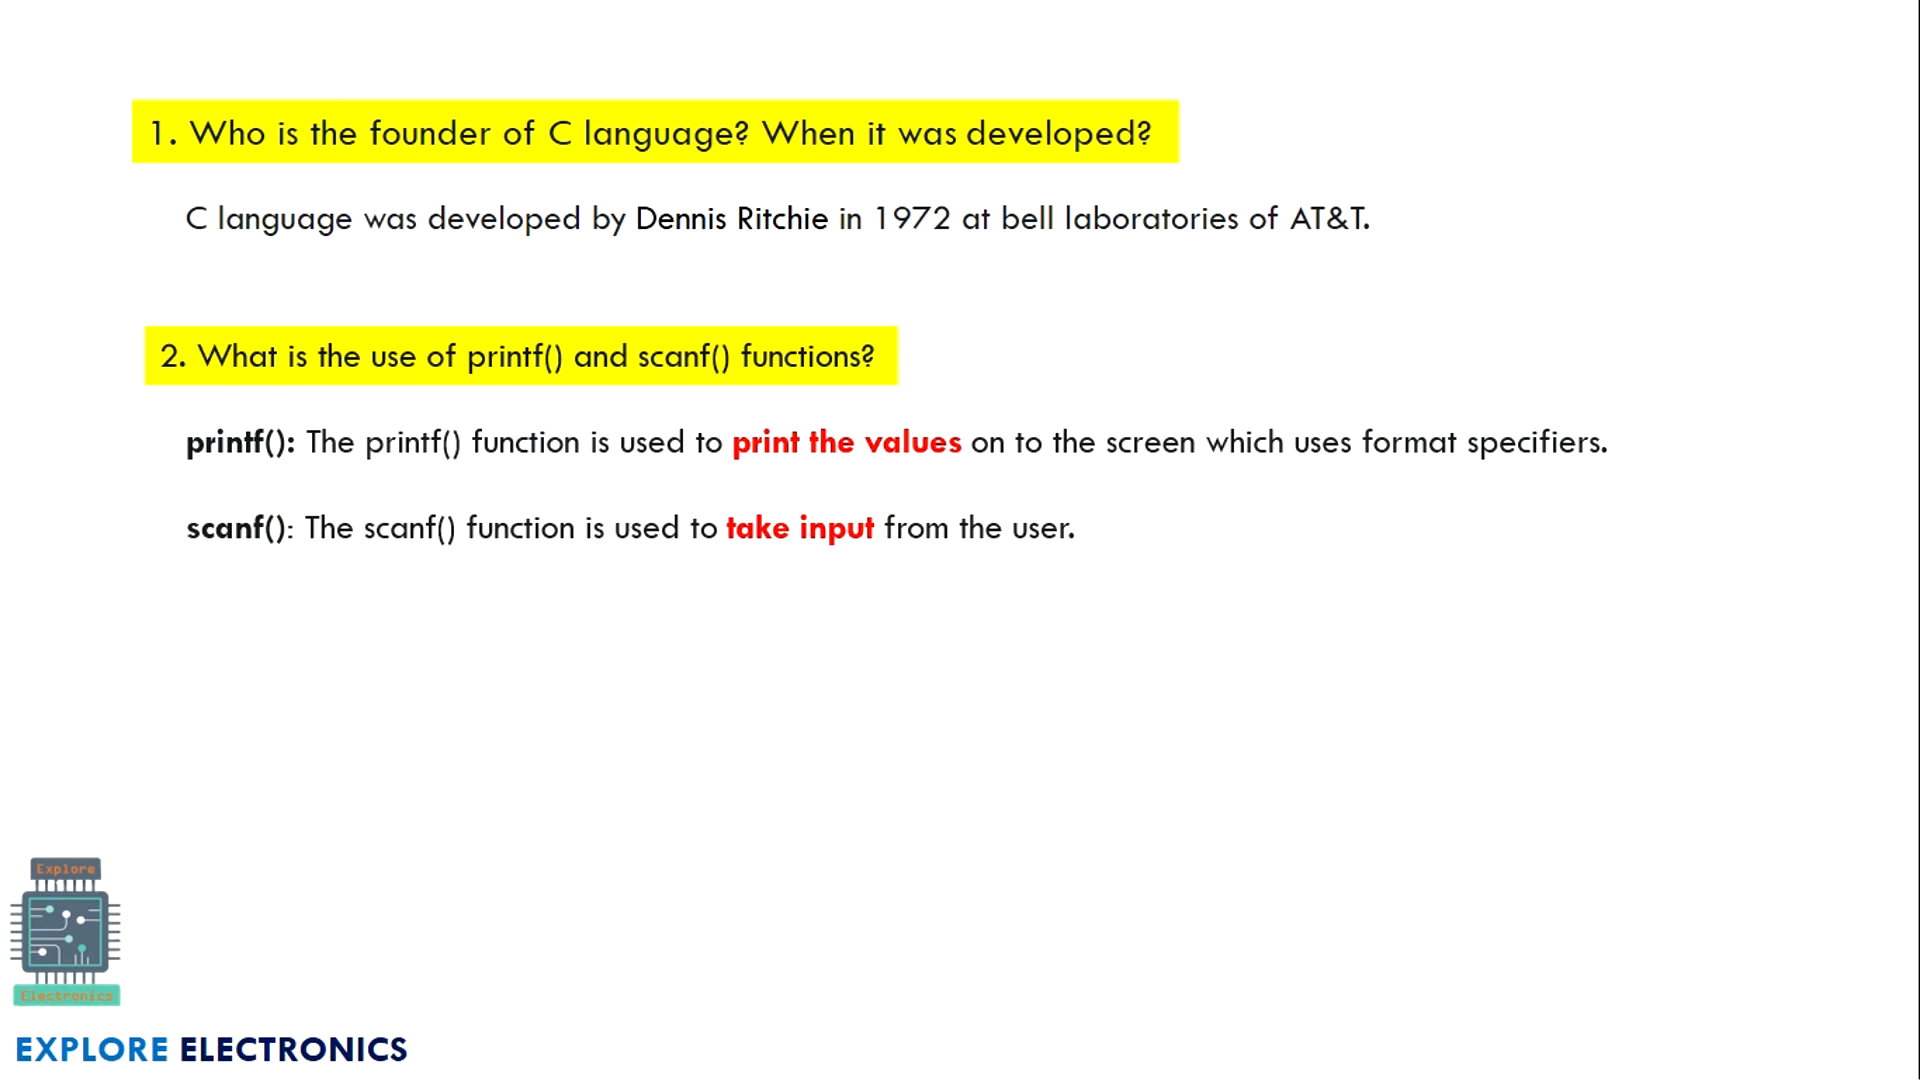 1. Who is the founder of C language? When it was developed?
C language was developed by Dennis Ritchie in 1972 at bell laboratories of AT&T.
2. What is the use of printf() and scanf() functions?
printf(): The printf() function is used to print the values on to the screen which uses format specifiers.
scanf(): The scanf() function is used to take input from the user.
Explore
Electronics
EXPLORE ELECTRONICS